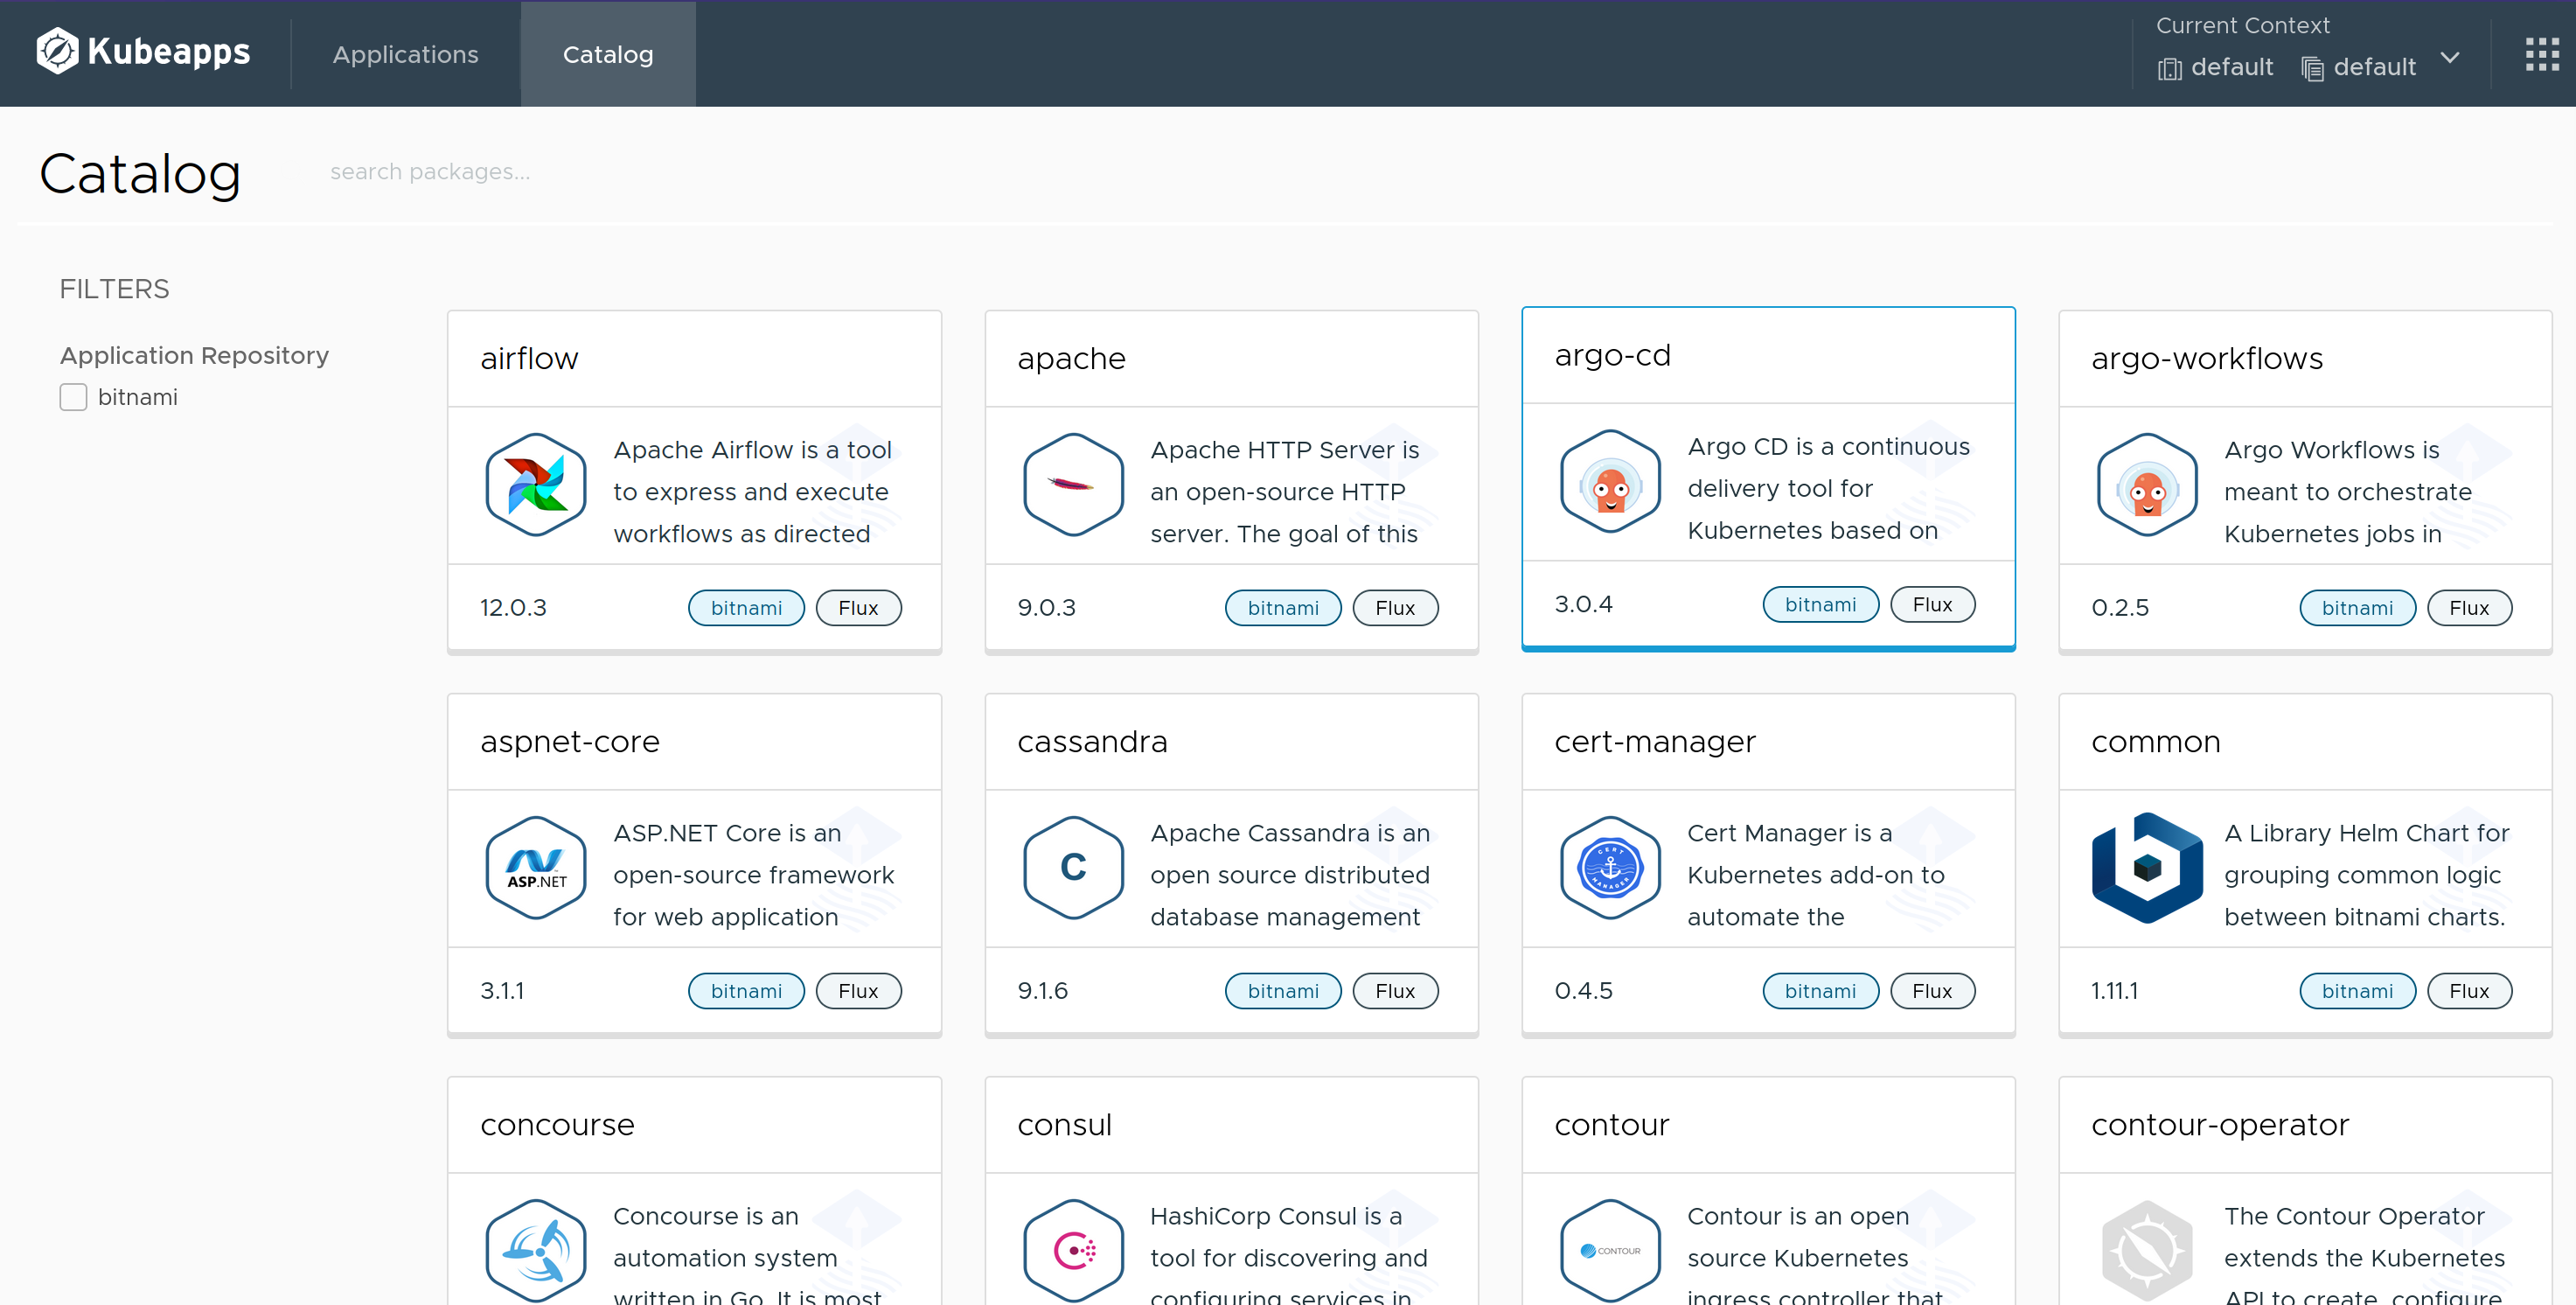 Kubeapps
Applications
Catalog
Current Context
default
default
Catalog
search packages...
FILTERS
Application Repository
bitnami
airflow
Apache Airflow is a tool
to express and execute
workflows as directed
12.0.3
bitnami
Flux
apache
Apache HTTP Server is
an open-source HTTP
server. The goal of this
9.0.3
bitnami
Flux
argo-cd
Argo CD is a continuous
delivery tool for
Kubernetes based on
3.0.4
bitnami
Flux
argo-workflows
Argo Workflows is
meant to orchestrate
Kubernetes jobs in
0.2.5
bitnami
Flux
aspnet-core
ASP.NET
ASP.NET Core is an
open-source framework
for web application
3.1.1
bitnami
Flux
cassandra
C
Apache Cassandra is an
open source distributed
database management
9.1.6
bitnami
Flux
cert-manager
CERT
MANAGER
Cert Manager is a
Kubernetes add-on to
automate the
0.4.5
bitnami
Flux
common
A Library Helm Chart for
grouping common logic
between bitnami charts.
1.11.1
bitnami
Flux
concourse
Concourse is an
automation system
written in Go. It is most
consul
HashiCorp Consul is a
tool for discovering and
configuring services in
contour
CONTOUR
Contour is an open
source Kubernetes
ingress controller that
contour-operator
The Contour Operator
extends the Kubernetes
API to create, configure